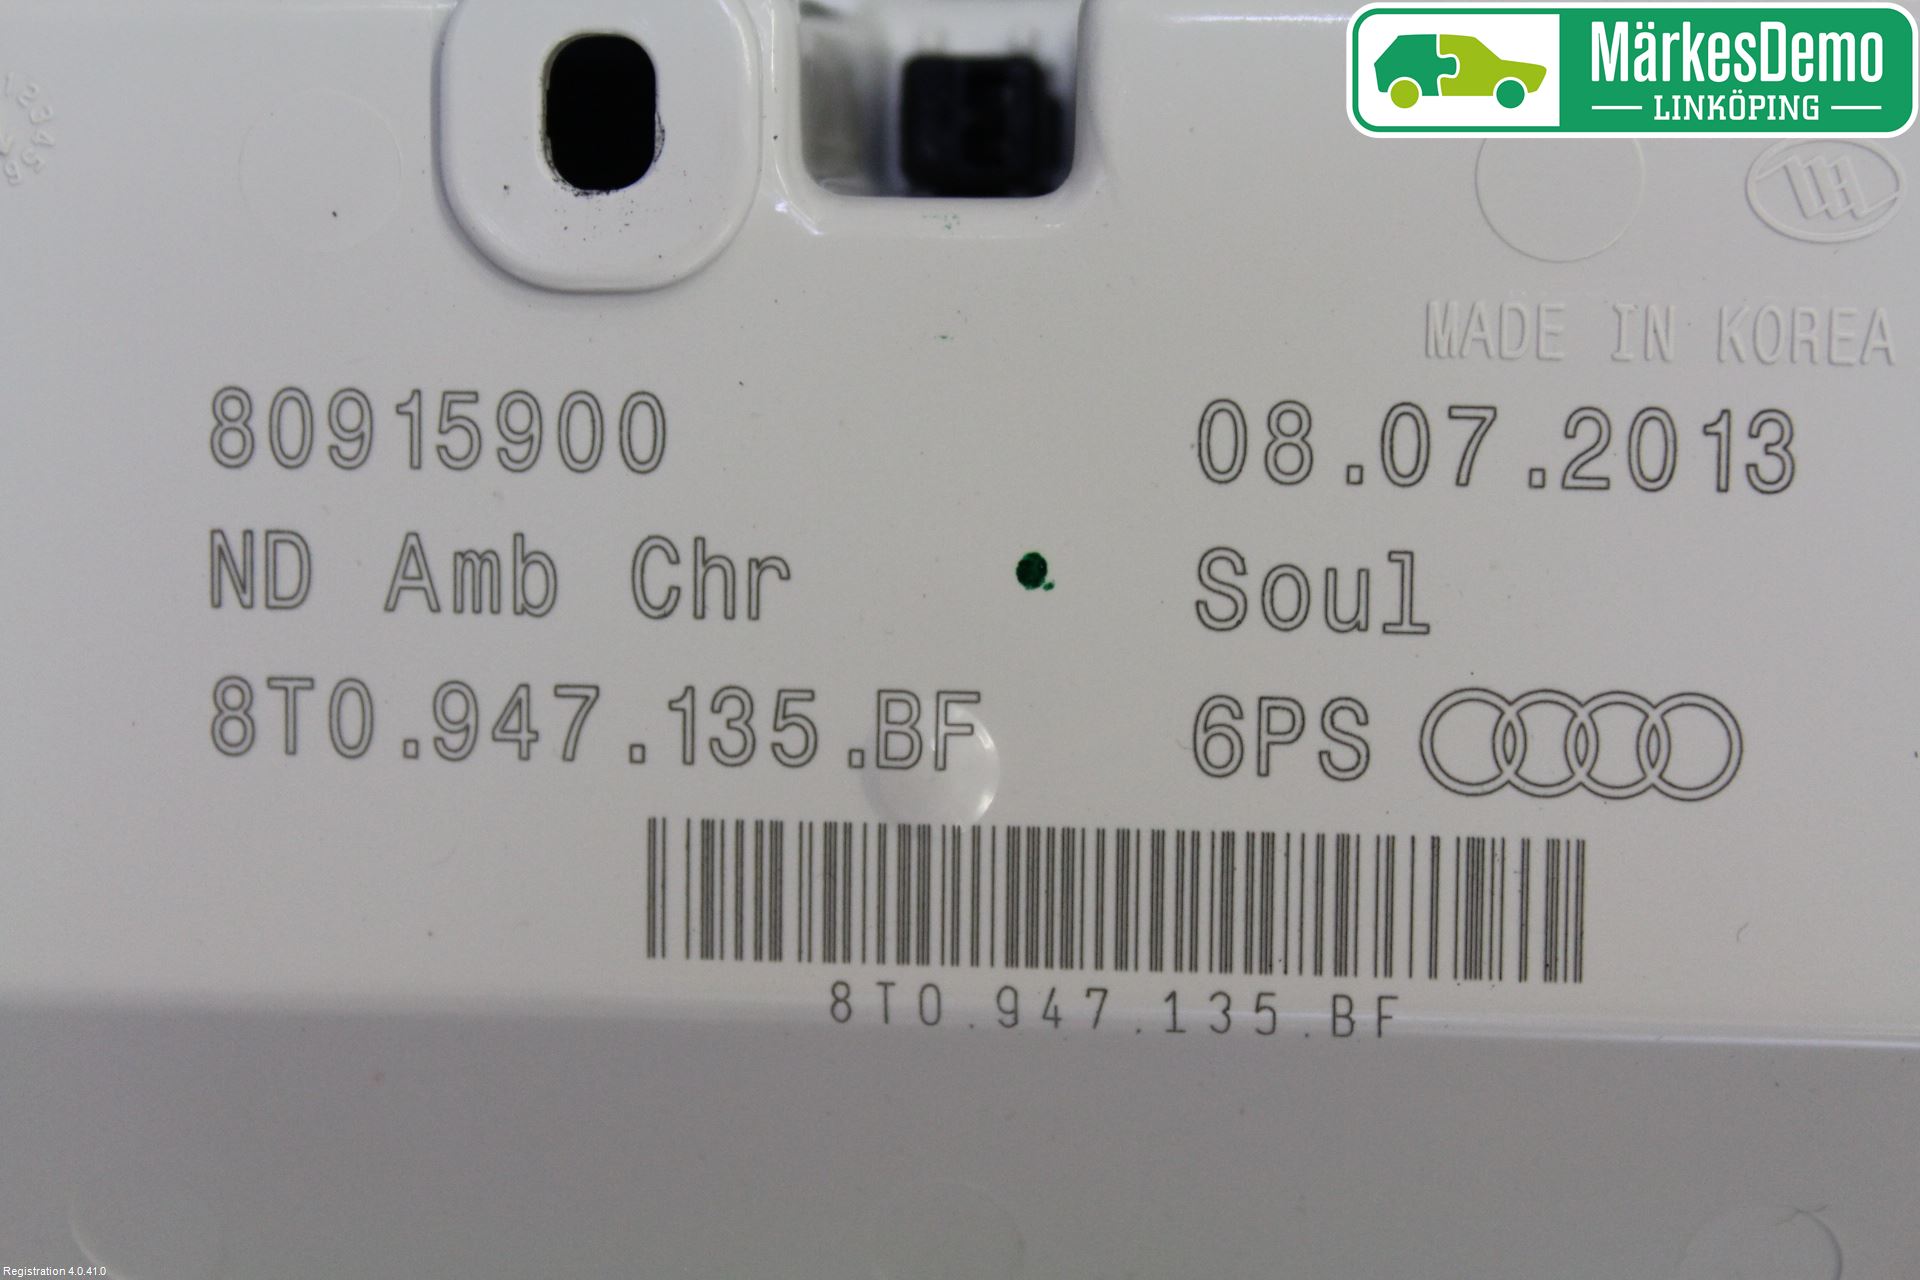 MärkesDemo
LINKÖPING
123456
MADE IN KOREA
80915900 08.07.2013
ND Amb Chr Soul
8T0.947.135.BF 6PS
8T0.947.135.BF
Registration 4.0.41.0